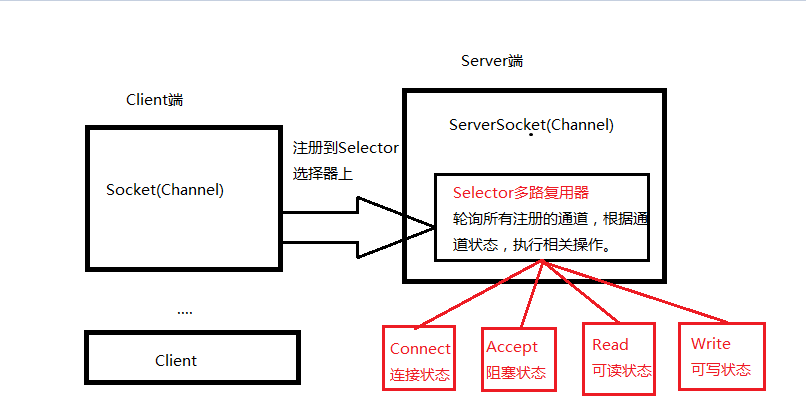 Server端
Client端
ServerSocket(Channel)
注册到Selector
选择器上
Socket(Channel)
Selector多路复用器
轮询所有注册的通道，根据通
道状态，执行相关操作。
....
Client
Connect
连接状态
Accept
阻塞状态
Read
可读状态
Write
可写状态